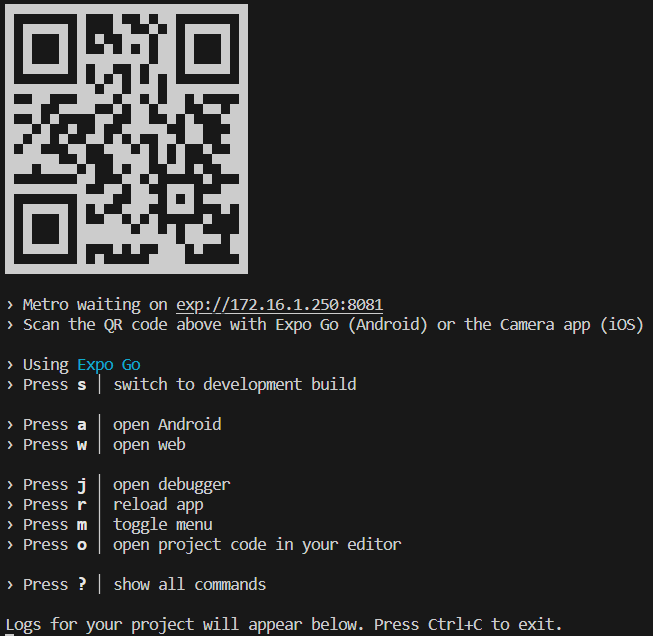 › Metro waiting on exp://172.16.1.250:8081
› Scan the QR code above with Expo Go (Android) or the Camera app (iOS)
› Using Expo Go
› Press s │ switch to development build
› Press a │ open Android
› Press w │ open web
› Press j │ open debugger
› Press r │ reload app
› Press m │ toggle menu
› Press o │ open project code in your editor
› Press ? │ show all commands
Logs for your project will appear below. Press Ctrl+C to exit.